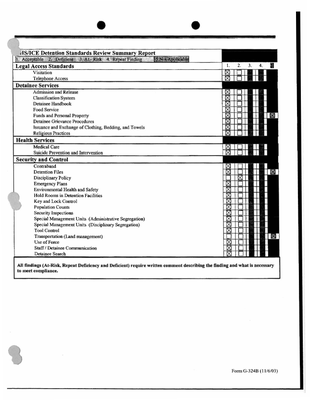 INS/ICE Detention Standards Review Summary Report
1. Acceptable 2. Deficient 3. At-Risk 4. Repeat Finding 5. Not Applicable
Legal Access Standards 1. 2. 3. 4.
Visitation
Telephone Access
Detainee Services
Admission and Release
Classification System
Detainee Handbook
Food Service
Funds and Personal Property
Detainee Grievance Procedures
Issuance and Exchange of Clothing, Bedding, and Towels
Religious Practices
Health Services
Medical Care
Suicide Prevention and Intervention
Security and Control
Contraband
Detention Files
Disciplinary Policy
Emergency Plans
Environmental Health and Safety
Hold Rooms in Detention Facilities
Key and Lock Control
Population Counts
Security Inspections
Special Management Units (Administrative Segregation)
Special Management Units (Disciplinary Segregation)
Tool Control
Transportation (Land management)
Use of Force
Staff / Detainee Communication
Detainee Search
All findings (At-Risk, Repeat Deficiency and Deficient) require written comment describing the finding and what is necessary
to meet compliance.
Form G-324B